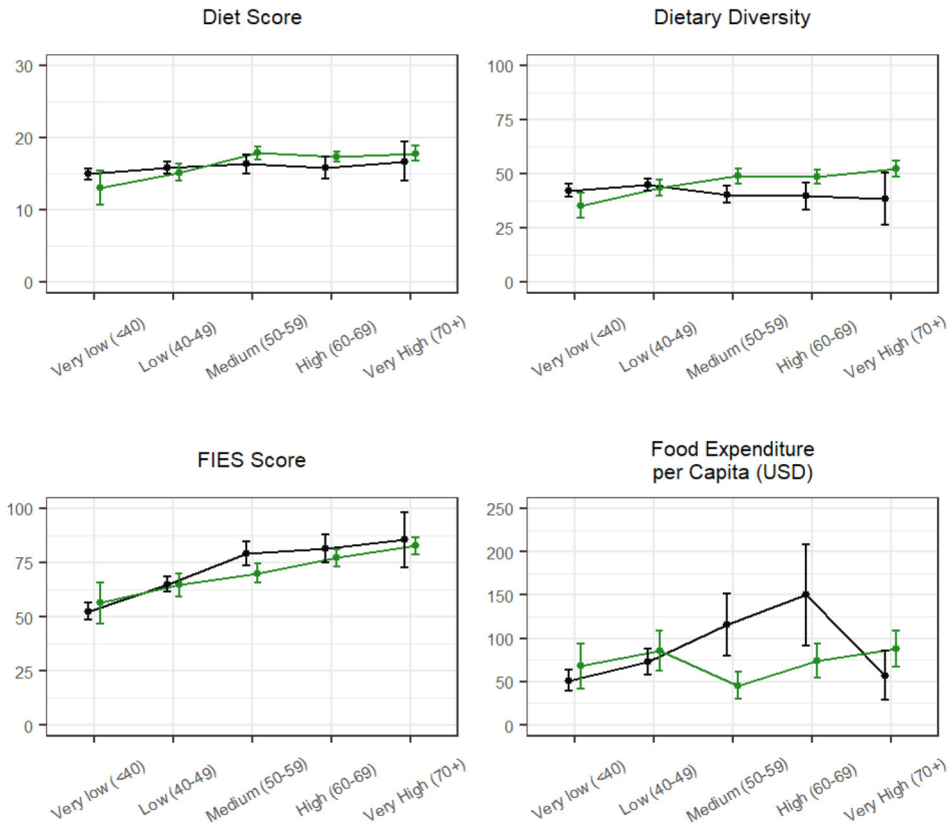 Diet Score
30
20
10
0
Very low (<40)
Low (40-49)
Medium (50-59)
High (60-69)
Very High (70+)
Dietary Diversity
100
75
50
25
0
Very low (<40)
Low (40-49)
Medium (50-59)
High (60-69)
Very High (70+)
FIES Score
100
75
50
25
0
Very low (<40)
Low (40-49)
Medium (50-59)
High (60-69)
Very High (70+)
Food Expenditure
per Capita (USD)
250
200
150
100
50
0
Very low (<40)
Low (40-49)
Medium (50-59)
High (60-69)
Very High (70+)